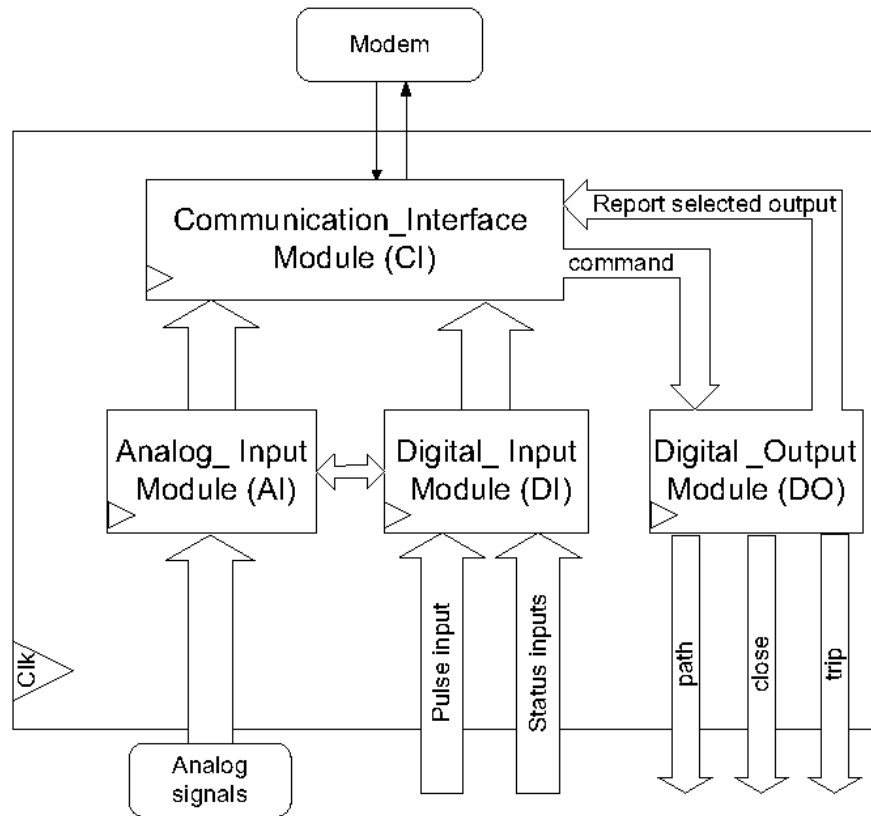 Modem
Communication_Interface
Module (CI)
Report selected output
command
Analog_ Input
Module (AI)
Digital_ Input
Module (DI)
Digital _Output
Module (DO)
Clk
Pulse input
Status inputs
path
close
trip
Analog
signals